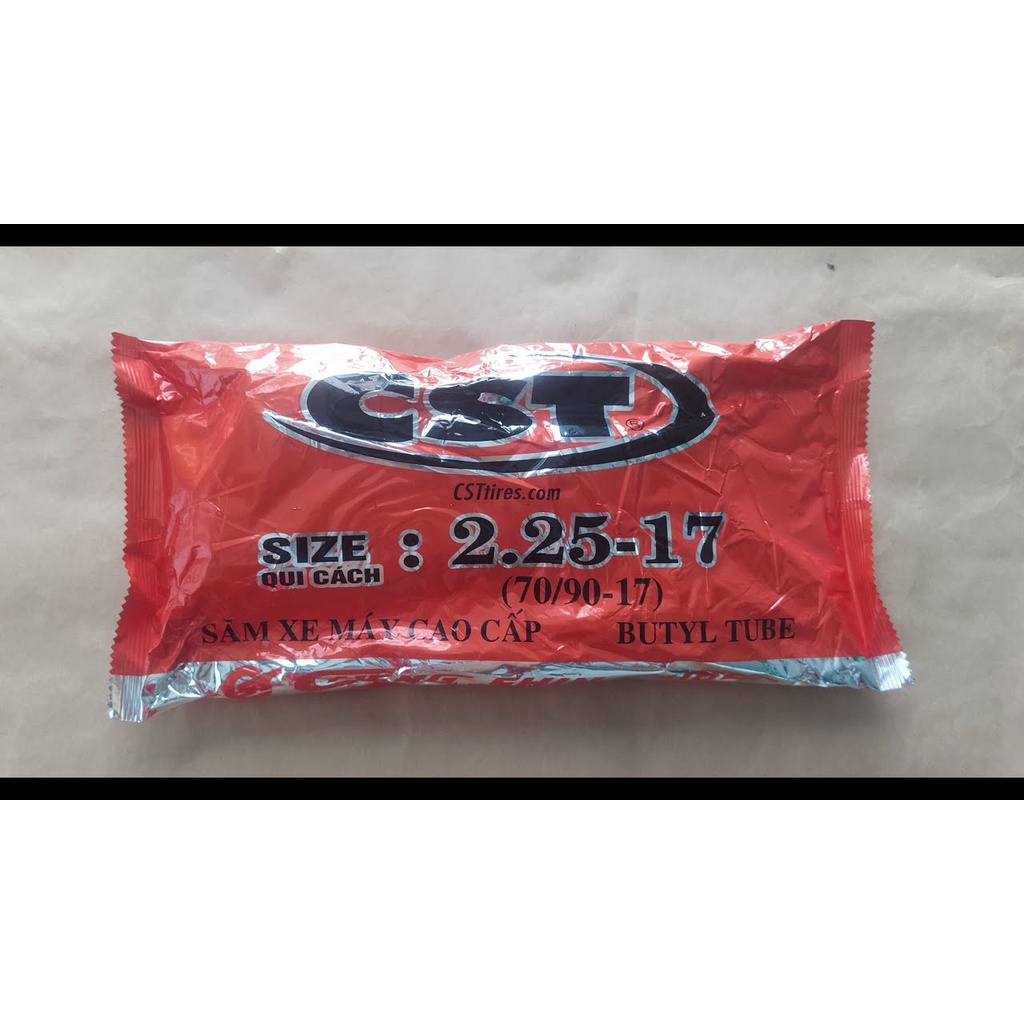 CST
CSTtires.com
SIZE : 2.25-17
QUI CÁCH
(70/90-17)
SĂM XE MÁY CAO CẤP BUTYL TUBE